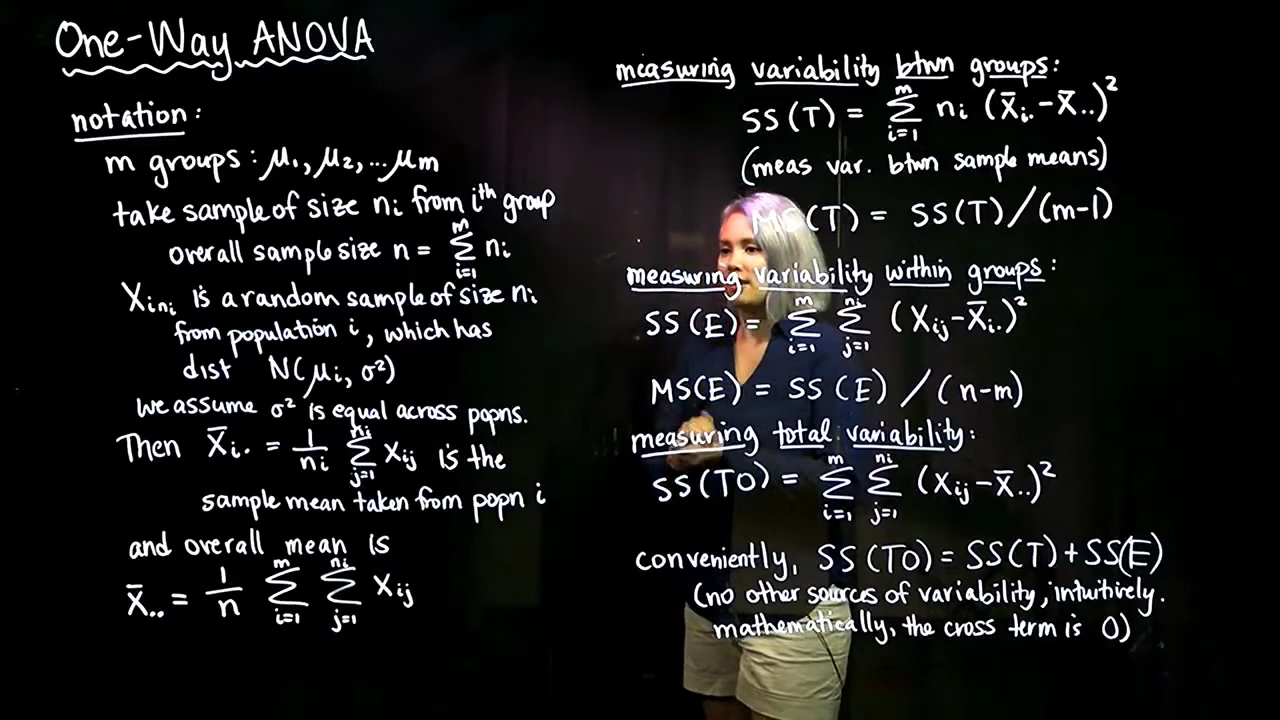 One-Way ANOVA
notation:
m groups: μ₁, μ₂, ... μm
take sample of size nᵢ from iᵗʰ group
overall sample size n = Σᵢ₌₁ᵐ nᵢ
Xᵢₙᵢ is a random sample of size nᵢ
from population i, which has
dist N(μᵢ, σ²)
we assume σ² is equal across popns.
Then X̄ᵢ. = 1/nᵢ Σⱼ₌₁ⁿⁱ Xᵢⱼ is the
sample mean taken from popn i
and overall mean is
X̄.. = 1/n Σᵢ₌₁ᵐ Σⱼ₌₁ⁿⁱ Xᵢⱼ
measuring variability btwn groups:
SS(T) = Σᵢ₌₁ᵐ nᵢ (X̄ᵢ. - X̄..)²
(meas var. btwn sample means)
MS(T) = SS(T)/(m-1)
measuring variability within groups:
SS(E) = Σᵢ₌₁ᵐ Σⱼ₌₁ⁿⁱ (Xᵢⱼ - X̄ᵢ.)²
MS(E) = SS(E)/(n-m)
measuring total variability:
SS(TO) = Σᵢ₌₁ᵐ Σⱼ₌₁ⁿⁱ (Xᵢⱼ - X̄..)²
conveniently, SS(TO) = SS(T) + SS(E)
(no other sources of variability, intuitively.
mathematically, the cross term is 0)